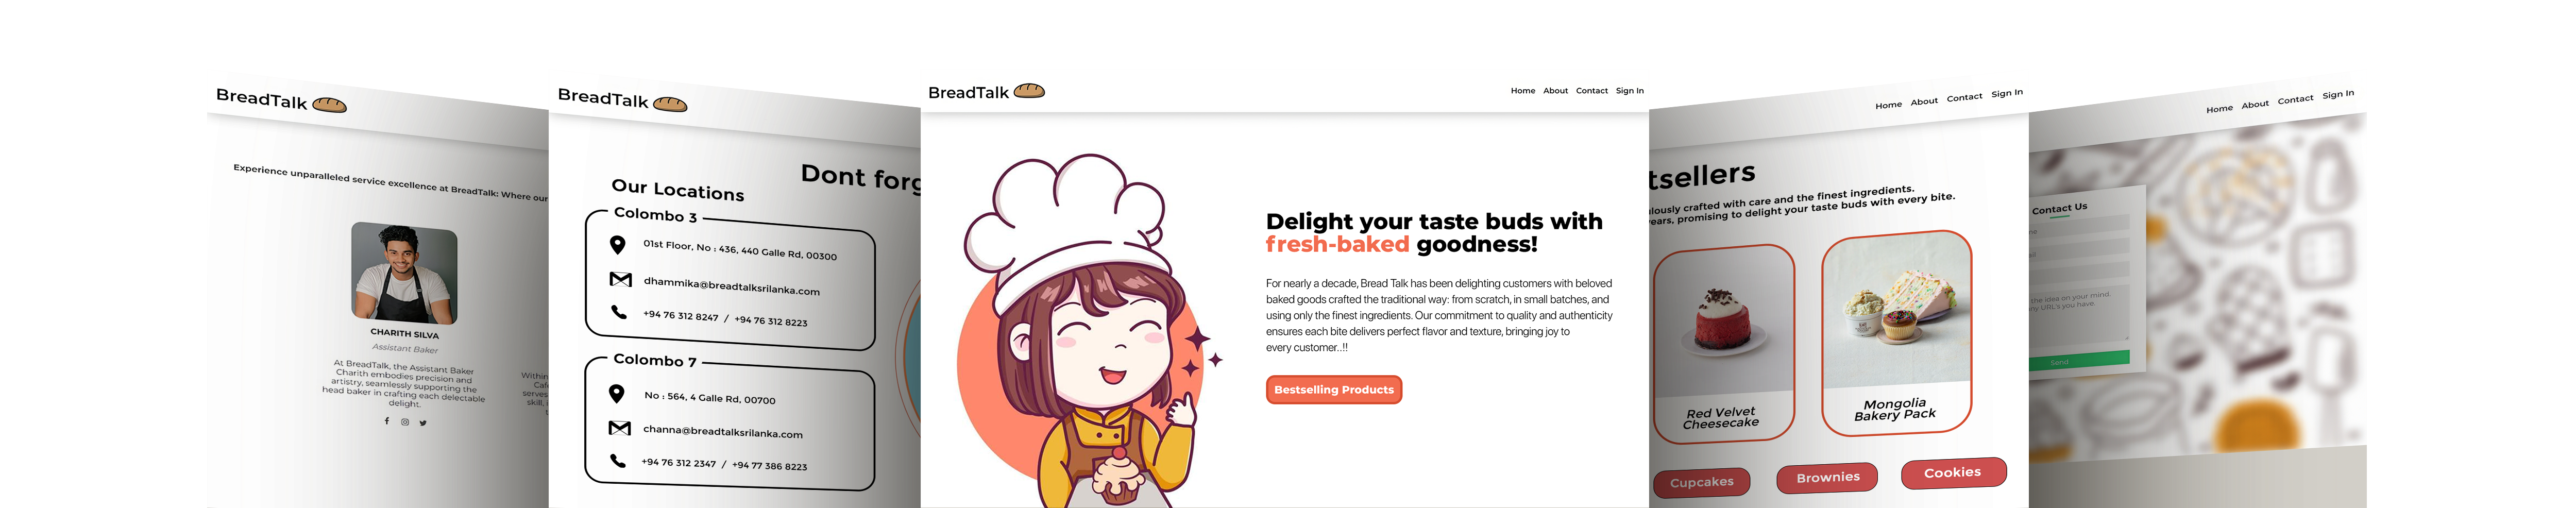 BreadTalk
Experience unparalleled service excellence at BreadTalk: Where our
CHARITH SILVA
Assistant Baker
At BreadTalk, the Assistant Baker
Charith embodies precision and
artistry, seamlessly supporting the
head baker in crafting each delectable
delight.
Within
serves
skill,
BreadTalk
Dont forg
Our Locations
Colombo 3
01st Floor, No : 436, 440 Galle Rd, 00300
dhammika@breadtalksrilanka.com
+94 76 312 8247 / +94 76 312 8223
Colombo 7
No : 564, 4 Galle Rd, 00700
channa@breadtalksrilanka.com
+94 76 312 2347 / +94 77 386 8223
BreadTalk
Home About Contact Sign In
Delight your taste buds with
fresh-baked goodness!
For nearly a decade, Bread Talk has been delighting customers with beloved
baked goods crafted the traditional way: from scratch, in small batches, and
using only the finest ingredients. Our commitment to quality and authenticity
ensures each bite delivers perfect flavor and texture, bringing joy to
every customer..!!
Bestselling Products
Home About Contact Sign In
tsellers
lously crafted with care and the finest ingredients.
ears, promising to delight your taste buds with every bite.
Red Velvet
Cheesecake
Mongolia
Bakery Pack
Cupcakes
Brownies
Cookies
Home About Contact Sign In
Contact Us
the idea on your mind.
ny URL's you have.
Send